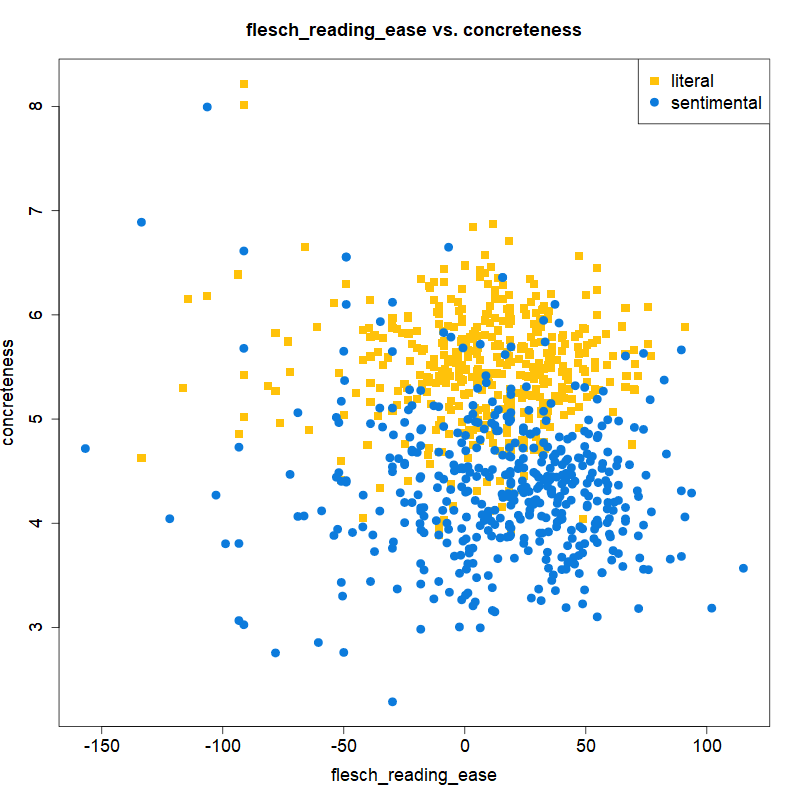 flesch_reading_ease vs. concreteness
literal
sentimental
8
7
6
5
4
3
concreteness
-150
-100
-50
0
50
100
flesch_reading_ease